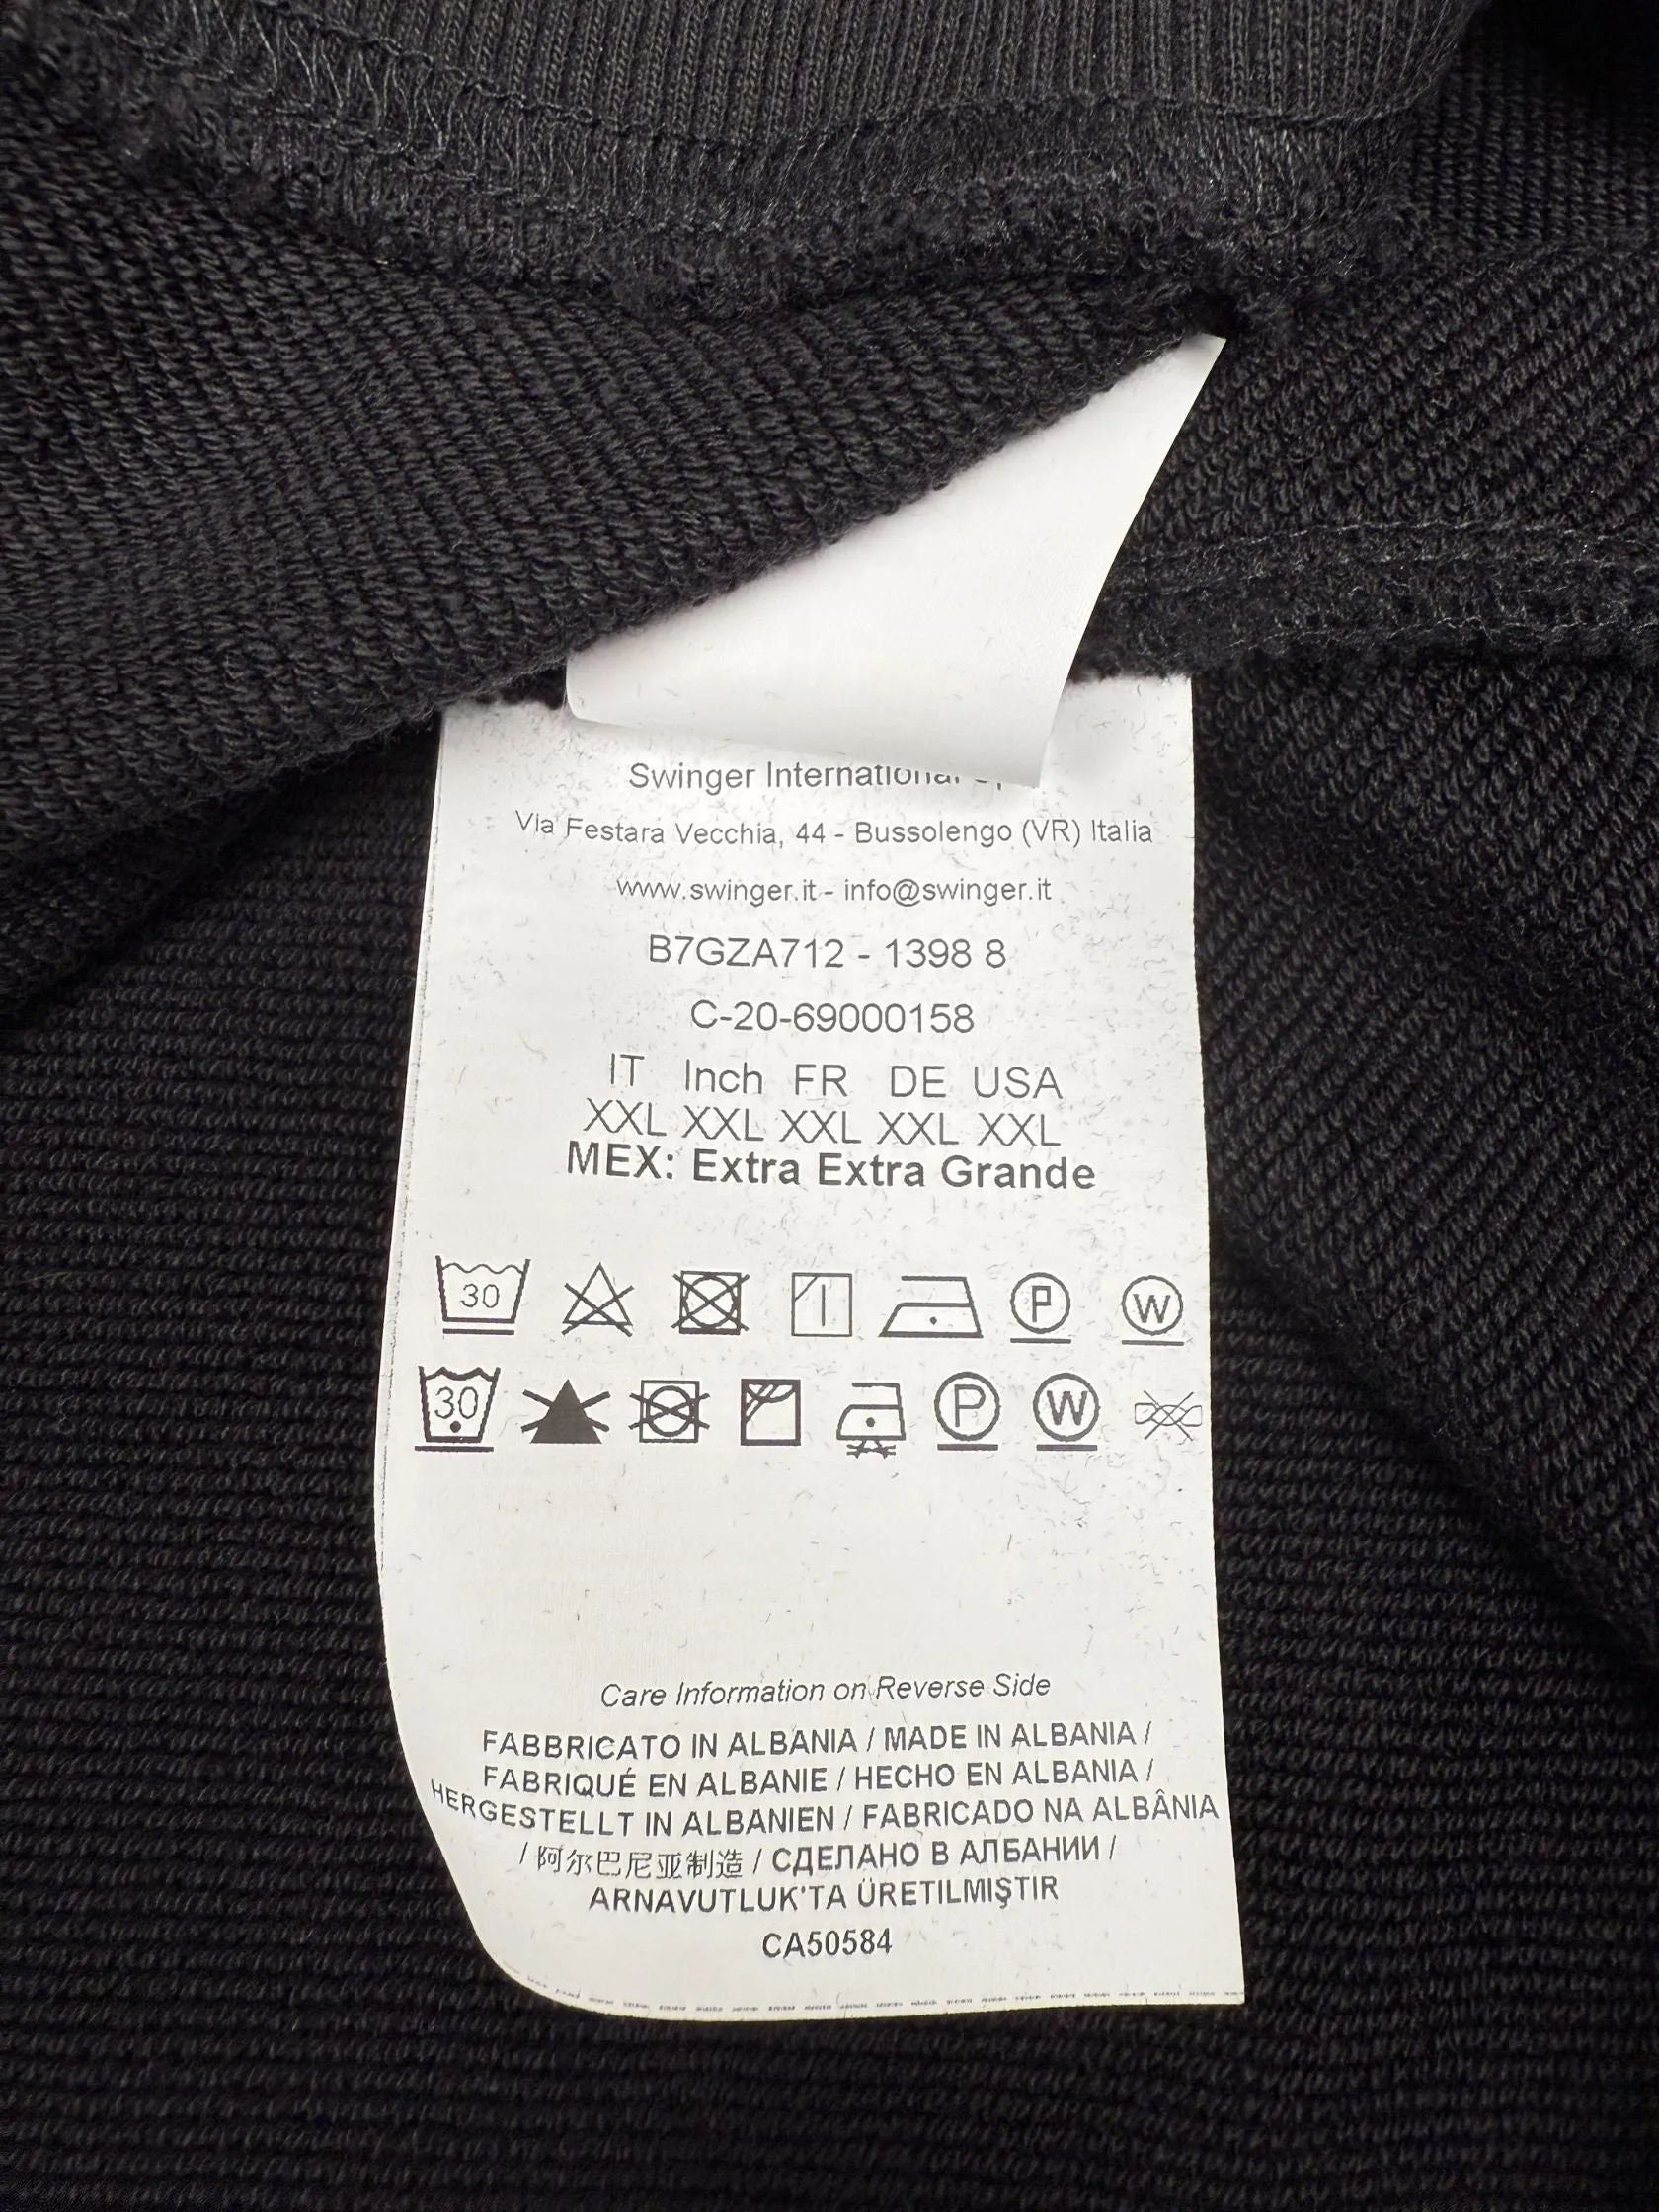 Swinger International
Via Festara Vecchia, 44 - Bussolengo (VR) Italia
www.swinger.it - info@swinger.it
B7GZA712 - 1398 8
C-20-69000158
IT Inch FR DE USA
XXL XXL XXL XXL XXL
MEX: Extra Extra Grande
30 P W
30 P W
Care Information on Reverse Side
FABBRICATO IN ALBANIA / MADE IN ALBANIA /
FABRIQUÉ EN ALBANIE / HECHO EN ALBANIA /
HERGESTELLT IN ALBANIEN / FABRICADO NA ALBÂNIA
/ 阿尔巴尼亚制造 / СДЕЛАНО В АЛБАНИИ /
ARNAVUTLUK'TA ÜRETILMIŞTIR
CA50584